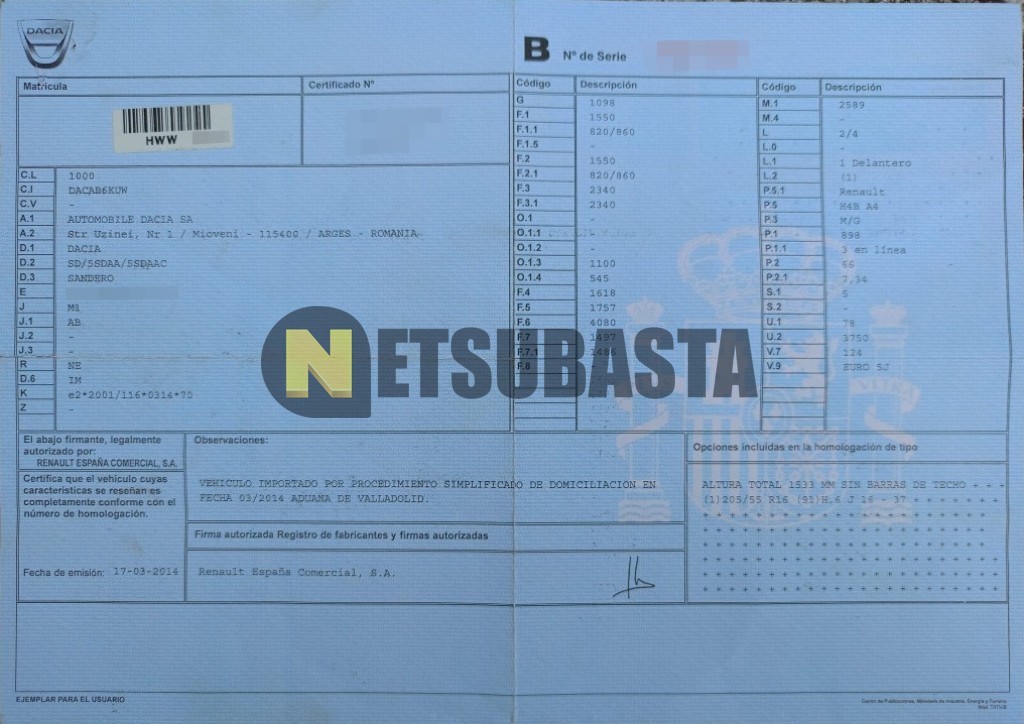 DACIA
B Nº de Serie
Matrícula
Certificado Nº
HWW
C.L 1000
C.I DACAB6KUW
C.V -
A.1 AUTOMOBILE DACIA SA
A.2 Str Uzinei, Nr 1 / Mioveni - 115400 / ARGES - ROMANIA
D.1 DACIA
D.2 SD/5SDAA/5SDAAC
D.3 SANDERO
E
J M1
J.1 AB
J.2 -
J.3 -
R NE
D.6 IM
K e2*2001/116*0314*70
Z -
Código Descripción
G 1098
F.1 1550
F.1.1 820/860
F.1.5 -
F.2 1550
F.2.1 820/860
F.3 2340
F.3.1 2340
O.1 -
O.1.1 -
O.1.2 -
O.1.3 1100
O.1.4 545
F.4 1618
F.5 1757
F.6 4080
F.7 1497
F.7.1 1486
F.8 -
Código Descripción
M.1 2589
M.4 -
L 2/4
L.0 -
L.1 1 Delantero
L.2 (1)
P.5.1 Renault
P.5 H4B A4
P.3 M/G
P.1 898
P.1.1 3 en línea
P.2 66
P.2.1 7,34
S.1 5
S.2 -
U.1 78
U.2 3750
V.7 124
V.9 EURO 5J
NETSUBASTA
El abajo firmante, legalmente
autorizado por:
RENAULT ESPAÑA COMERCIAL, S.A.
Certifica que el vehículo cuyas
características se reseñan es
completamente conforme con el
número de homologación.
Fecha de emisión: 17-03-2014
Observaciones:
VEHICULO IMPORTADO POR PROCEDIMIENTO SIMPLIFICADO DE DOMICILIACION EN
FECHA 03/2014 ADUANA DE VALLADOLID.
Firma autorizada Registro de fabricantes y firmas autorizadas
Renault España Comercial, S.A.
Opciones incluidas en la homologación de tipo
ALTURA TOTAL 1533 MM SIN BARRAS DE TECHO + + +
(1)205/55 R16 (91)H,6 J 16 - 37 + + + + + + +
EJEMPLAR PARA EL USUARIO
Centro de Publicaciones, Ministerio de Industria, Energía y Turismo